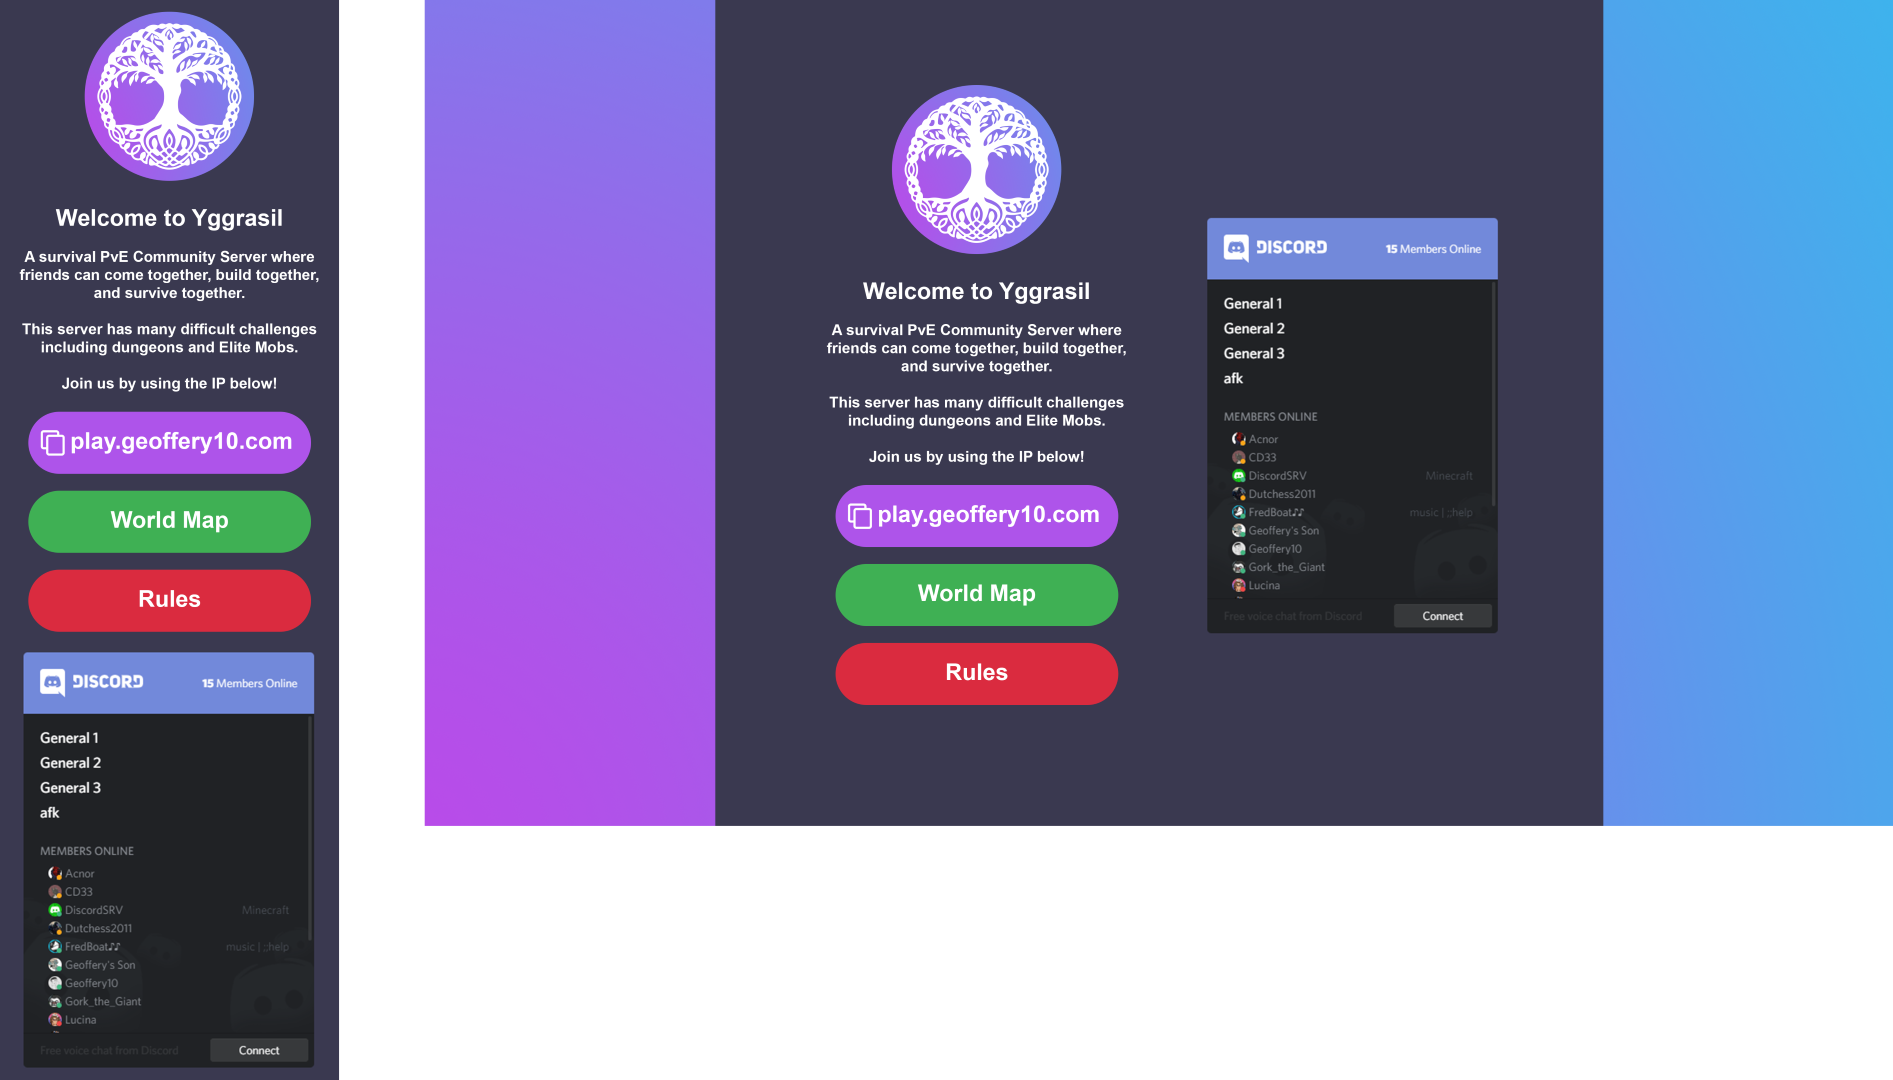 Welcome to Yggrasil
A survival PvE Community Server where
friends can come together, build together,
and survive together.
This server has many difficult challenges
including dungeons and Elite Mobs.
Join us by using the IP below!
play.geoffery10.com
World Map
Rules
DISCORD
15 Members Online
General 1
General 2
General 3
afk
MEMBERS ONLINE
Acnor
CD33
DiscordSRV Minecraft
Dutchess2011
FredBoat♪♪ music | ;;help
Geoffery's Son
Geoffery10
Gork_the_Giant
Lucina
Free voice chat from Discord
Connect
Welcome to Yggrasil
A survival PvE Community Server where
friends can come together, build together,
and survive together.
This server has many difficult challenges
including dungeons and Elite Mobs.
Join us by using the IP below!
play.geoffery10.com
World Map
Rules
DISCORD
15 Members Online
General 1
General 2
General 3
afk
MEMBERS ONLINE
Acnor
CD33
DiscordSRV Minecraft
Dutchess2011
FredBoat♪♪ music | ;;help
Geoffery's Son
Geoffery10
Gork_the_Giant
Lucina
Free voice chat from Discord
Connect